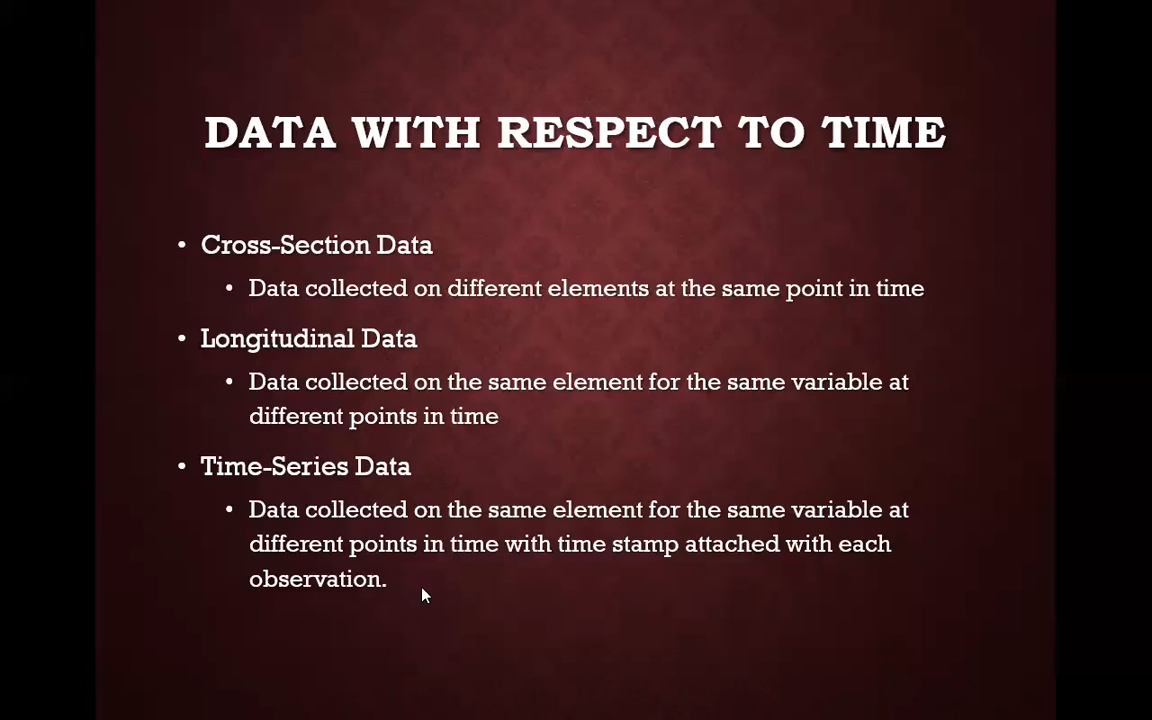 DATA WITH RESPECT TO TIME
• Cross-Section Data
• Data collected on different elements at the same point in time
• Longitudinal Data
• Data collected on the same element for the same variable at
different points in time
• Time-Series Data
• Data collected on the same element for the same variable at
different points in time with time stamp attached with each
observation.